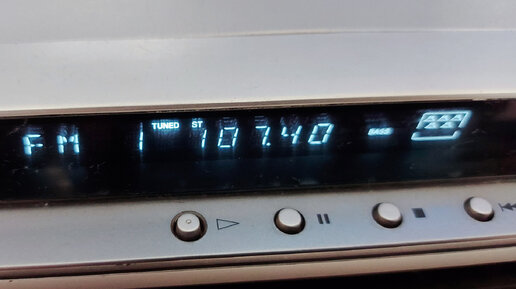 TUNED ST
FM 1 107.40 BASS